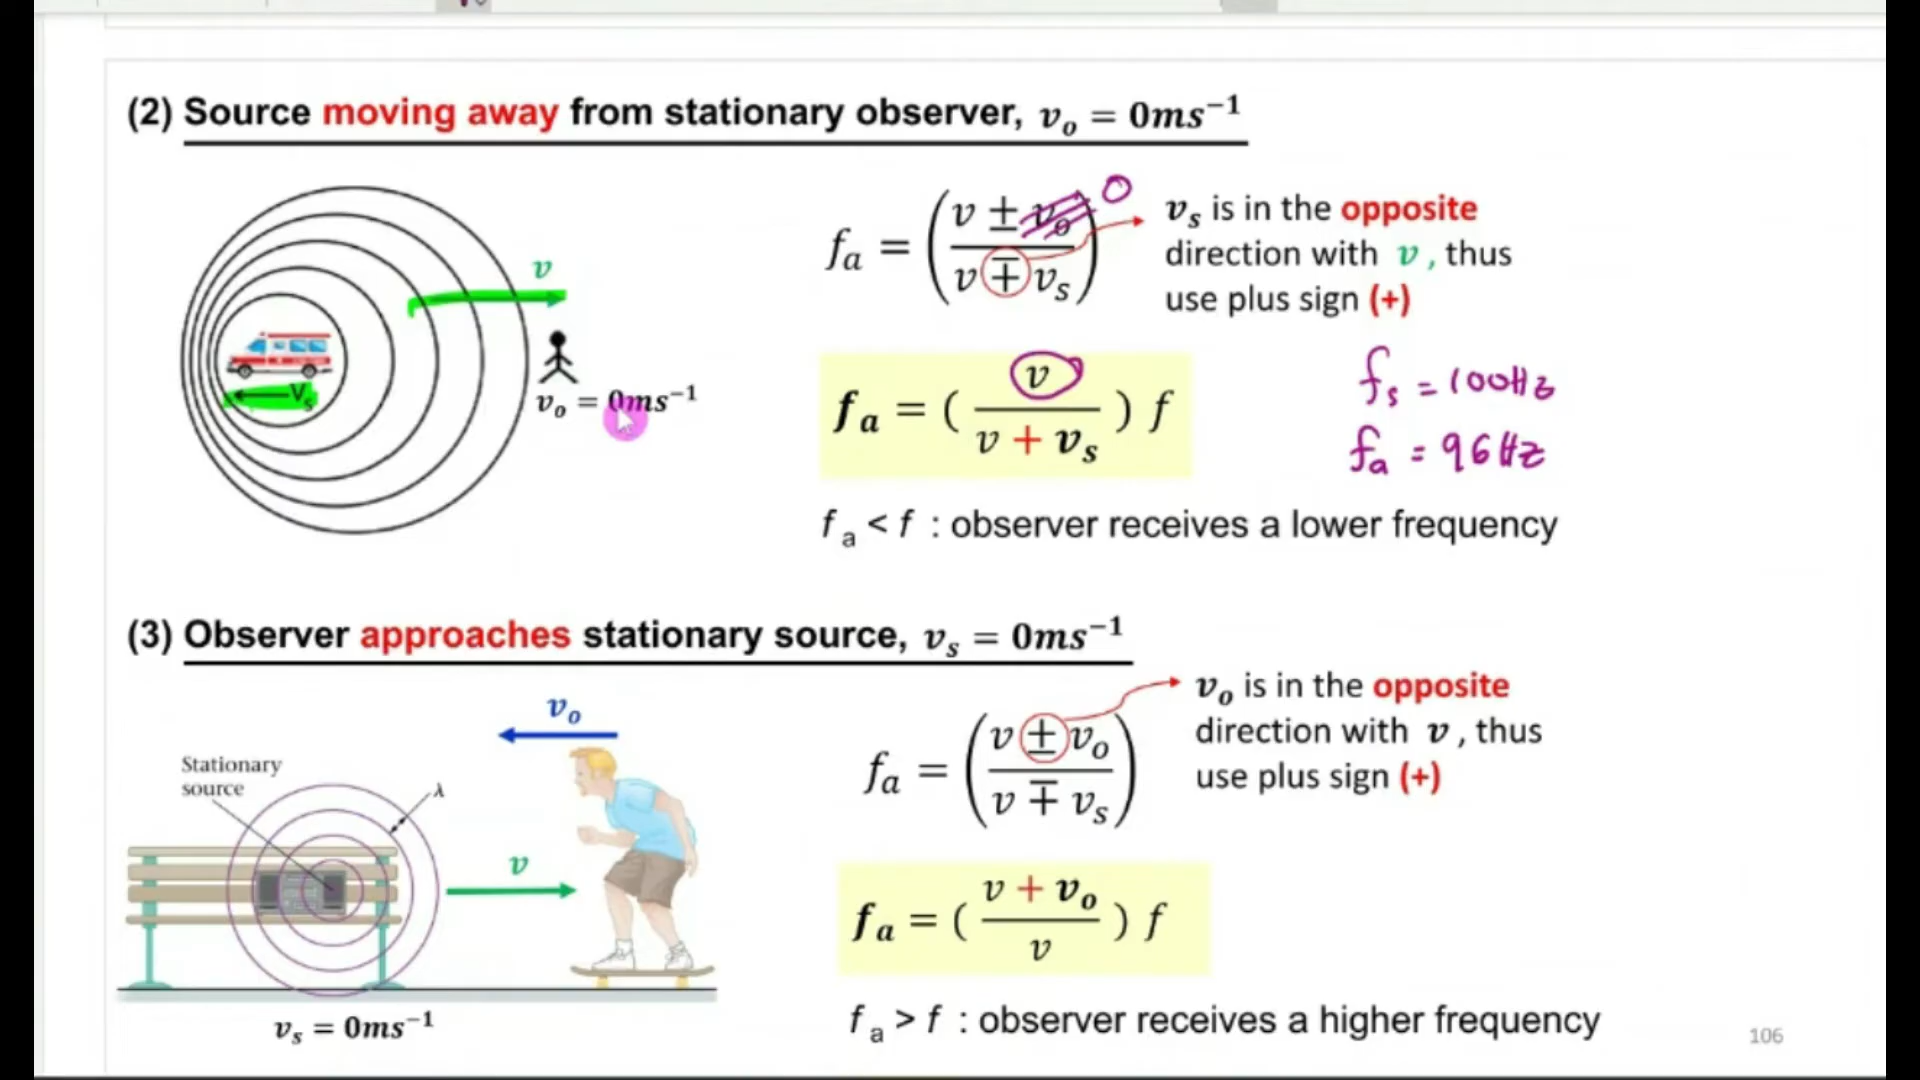 (2) Source moving away from stationary observer, vₒ = 0ms⁻¹
v
Vₛ
vₒ = 0ms⁻¹
fₐ = (v ± vₒ / v ∓ vₛ)
0
vₛ is in the opposite
direction with v , thus
use plus sign (+)
fₐ = ( v / v + vₛ ) f
fₛ = 100Hz
fₐ = 96Hz
f ₐ < f : observer receives a lower frequency
(3) Observer approaches stationary source, vₛ = 0ms⁻¹
vₒ
Stationary
source
λ
v
vₛ = 0ms⁻¹
fₐ = (v ± vₒ / v ∓ vₛ)
vₒ is in the opposite
direction with v , thus
use plus sign (+)
fₐ = ( v + vₒ / v ) f
f ₐ > f : observer receives a higher frequency
106